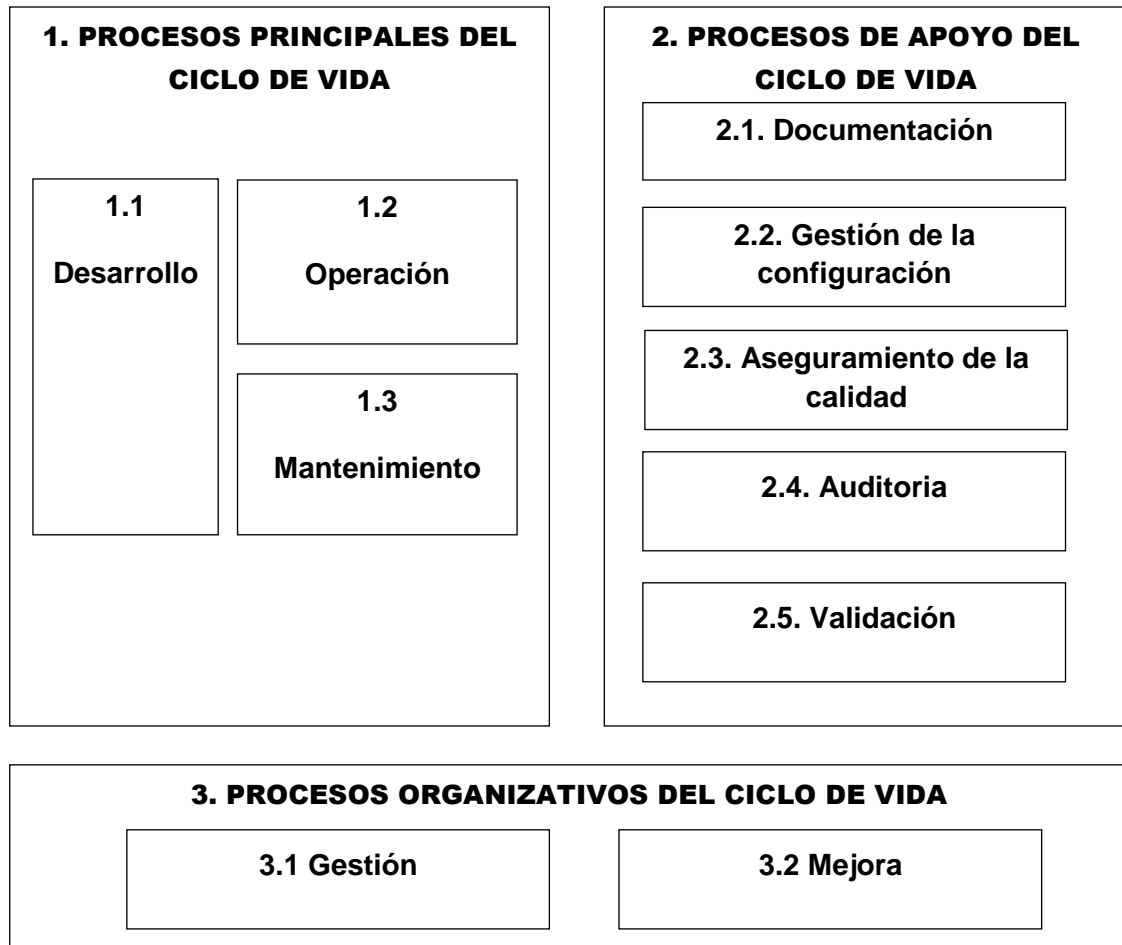 1. PROCESOS PRINCIPALES DEL
CICLO DE VIDA
1.1
Desarrollo
1.2
Operación
1.3
Mantenimiento
2. PROCESOS DE APOYO DEL
CICLO DE VIDA
2.1. Documentación
2.2. Gestión de la
configuración
2.3. Aseguramiento de la
calidad
2.4. Auditoria
2.5. Validación
3. PROCESOS ORGANIZATIVOS DEL CICLO DE VIDA
3.1 Gestión
3.2 Mejora